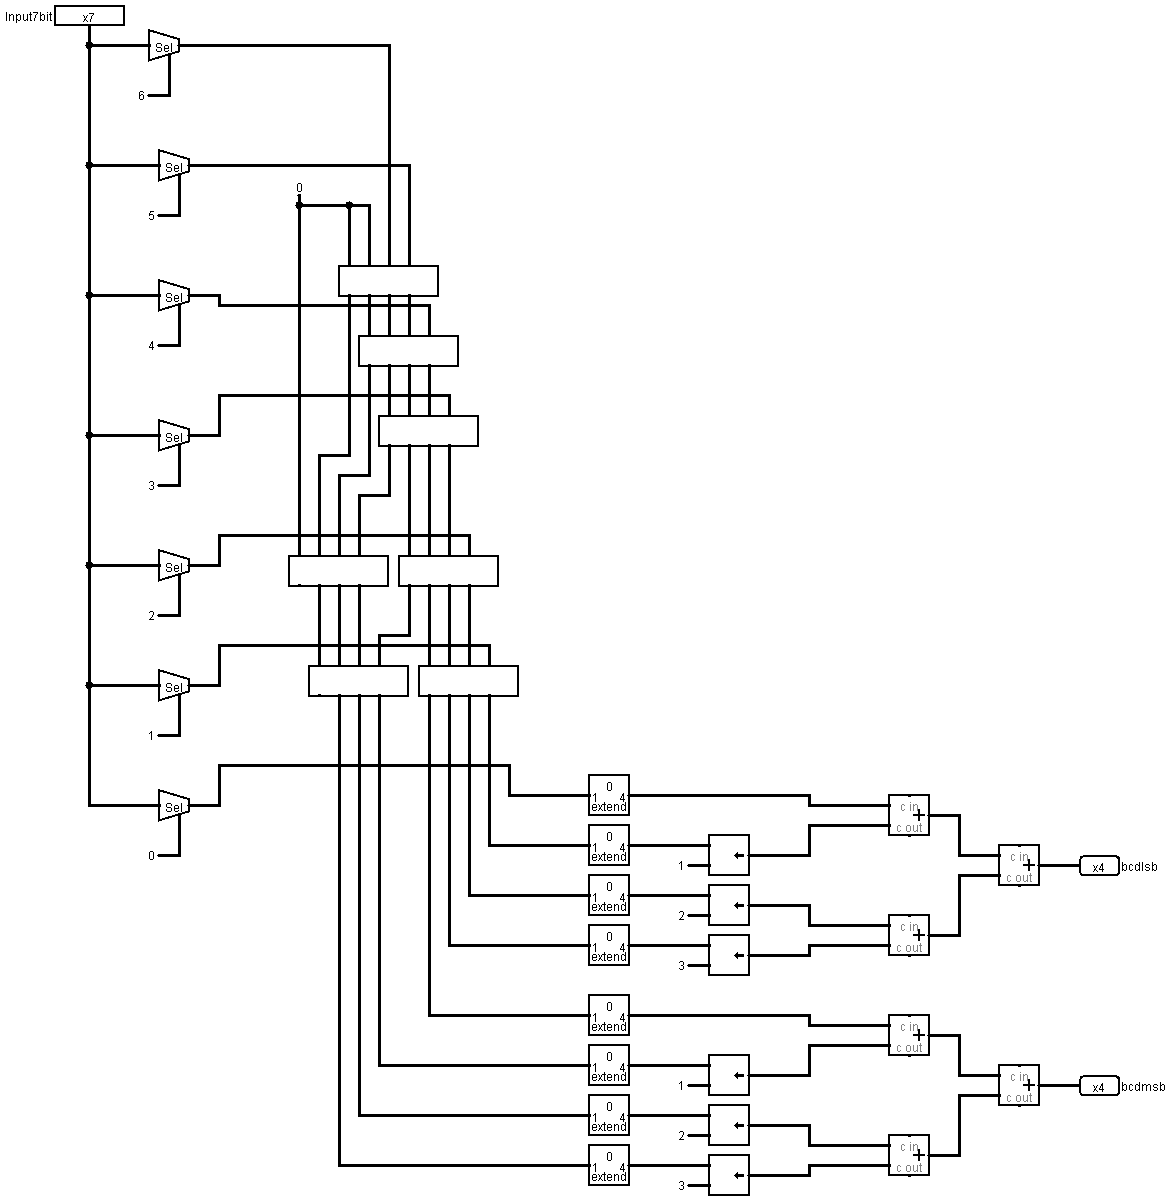 Input7bit x7
Sel
6
Sel
5
0
Sel
4
Sel
3
Sel
2
Sel
1
Sel
0
0
1 4
extend
c in
+
c out
0
1 4
extend
1
←
c in
+
c out
x4 bcdlsb
0
1 4
extend
2
←
c in
+
c out
0
1 4
extend
3
←
0
1 4
extend
c in
+
c out
0
1 4
extend
1
←
c in
+
c out
x4 bcdmsb
0
1 4
extend
2
←
c in
+
c out
0
1 4
extend
3
←